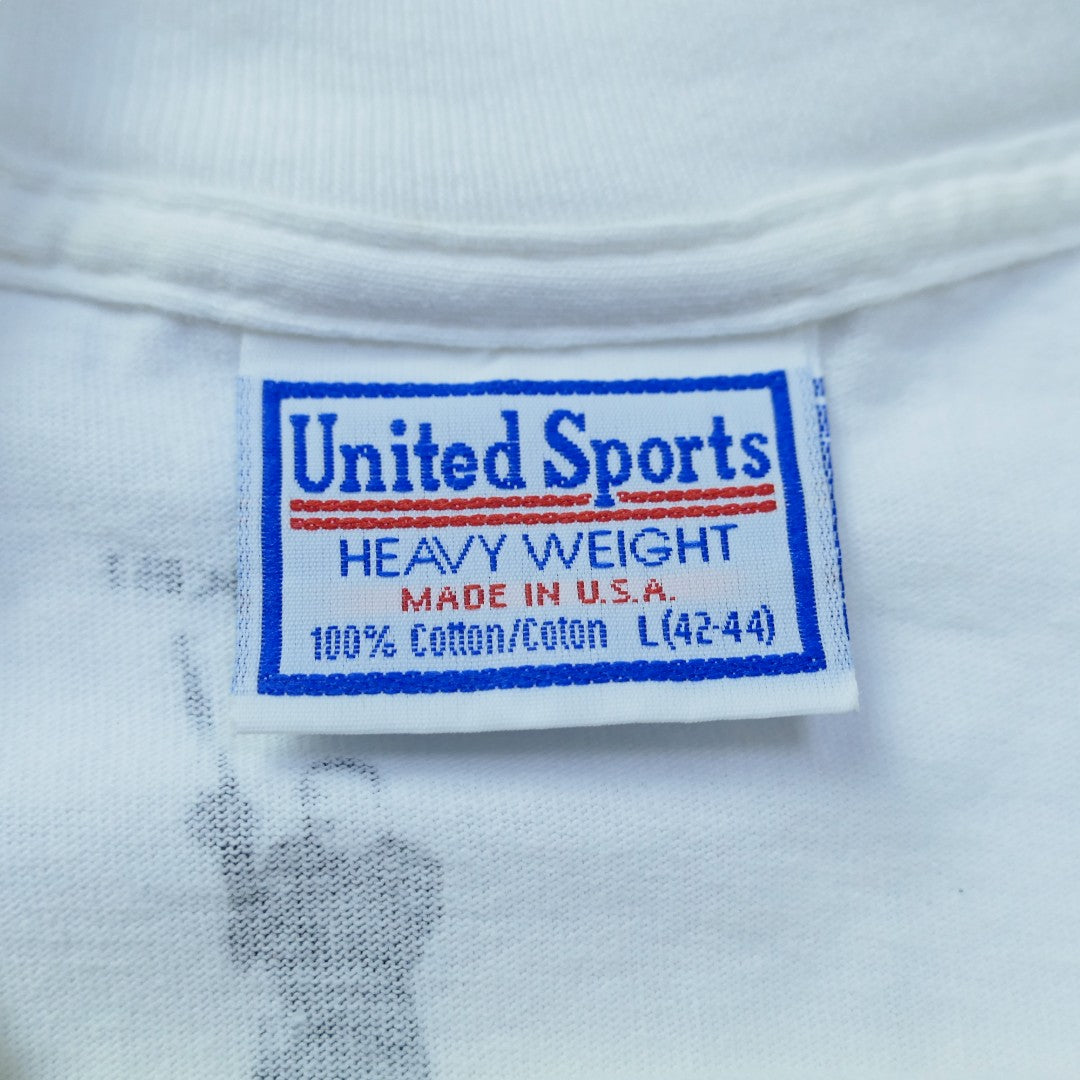 United Sports
HEAVY WEIGHT
MADE IN U.S.A.
100% Cotton/Coton L(42-44)